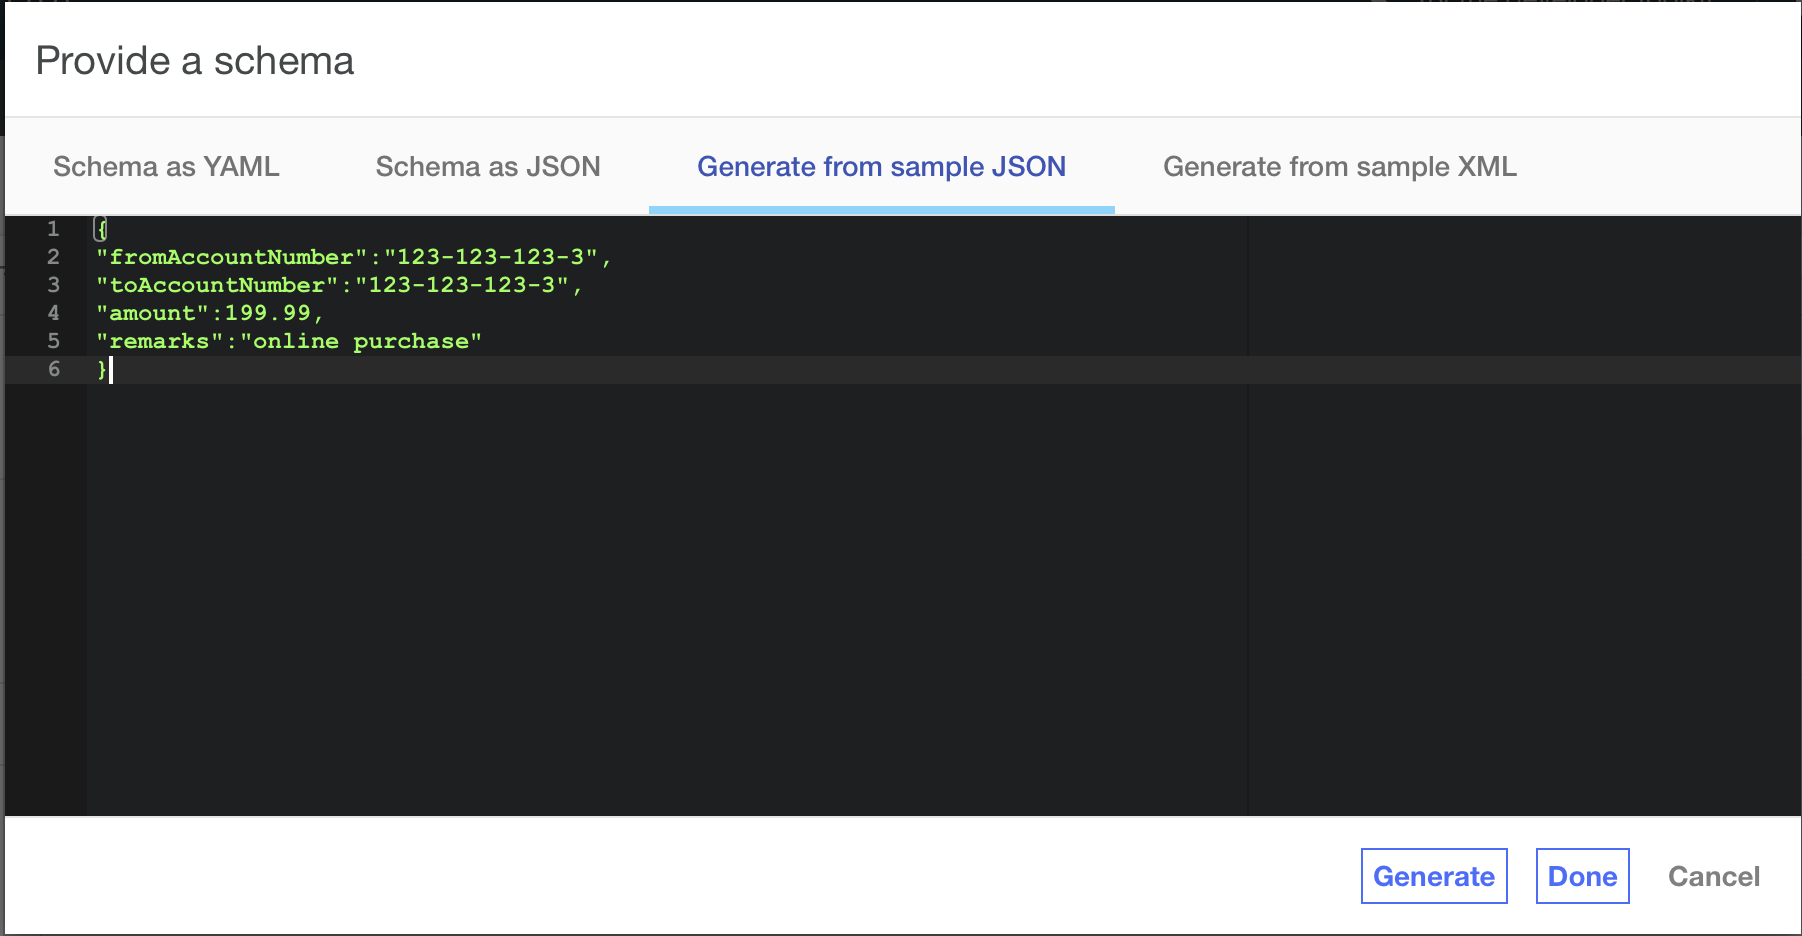 Provide a schema
Schema as YAML Schema as JSON Generate from sample JSON Generate from sample XML
1 {
2 "fromAccountNumber":"123-123-123-3",
3 "toAccountNumber":"123-123-123-3",
4 "amount":199.99,
5 "remarks":"online purchase"
6 }
Generate Done Cancel